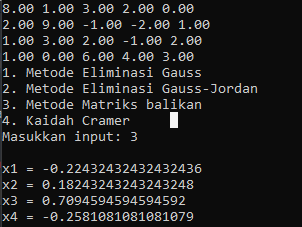 8.00 1.00 3.00 2.00 0.00
2.00 9.00 -1.00 -2.00 1.00
1.00 3.00 2.00 -1.00 2.00
1.00 0.00 6.00 4.00 3.00
1. Metode Eliminasi Gauss
2. Metode Eliminasi Gauss-Jordan
3. Metode Matriks balikan
4. Kaidah Cramer
Masukkan input: 3
x1 = -0.22432432432432436
x2 = 0.18243243243243248
x3 = 0.7094594594594592
x4 = -0.2581081081081079